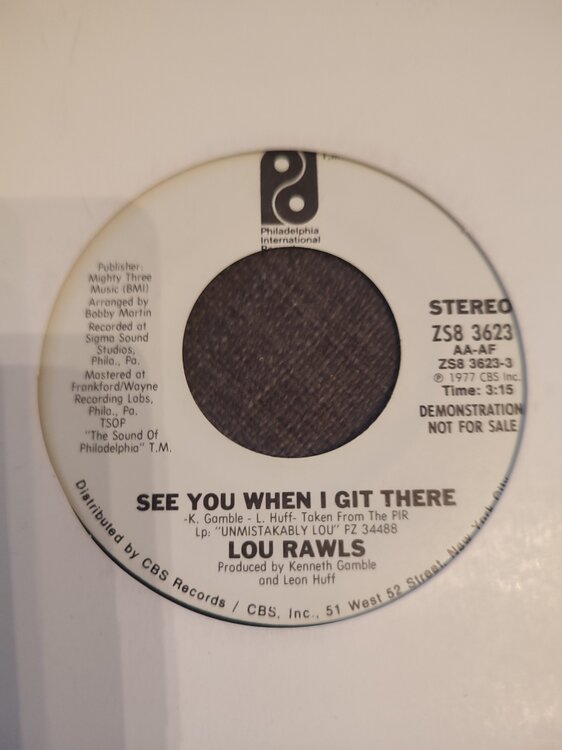 Philadelphia
International
Publisher:
Mighty Three
Music (BMI)
Arranged by
Bobby Martin
Recorded at
Sigma Sound
Studios,
Phila., Pa.
Mastered at
Frankford/Wayne
Recording Labs,
Phila., Pa.
TSOP
"The Sound Of
Philadelphia" T.M.
STEREO
ZS8 3623
AA-AF
ZS8 3623-3
℗ 1977 CBS Inc.
Time: 3:15
DEMONSTRATION
NOT FOR SALE
SEE YOU WHEN I GIT THERE
-K. Gamble - L. Huff- Taken From The PIR
Lp: "UNMISTAKABLY LOU" PZ 34488
LOU RAWLS
Produced by Kenneth Gamble
and Leon Huff
Distributed by CBS Records / CBS, Inc., 51 West 52 Street, New York